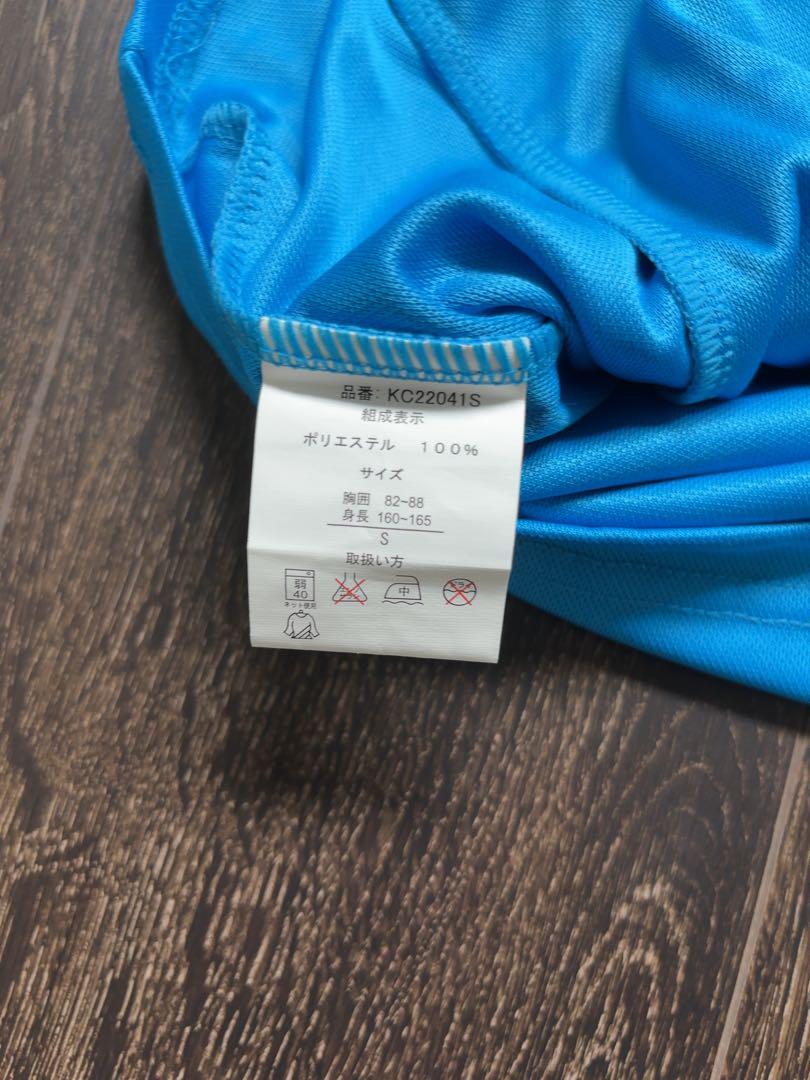 品番: KC22041S
組成表示
ポリエステル 100%
サイズ
胸囲 82~88
身長 160~165
S
取扱い方
弱
40
中
ネット使用